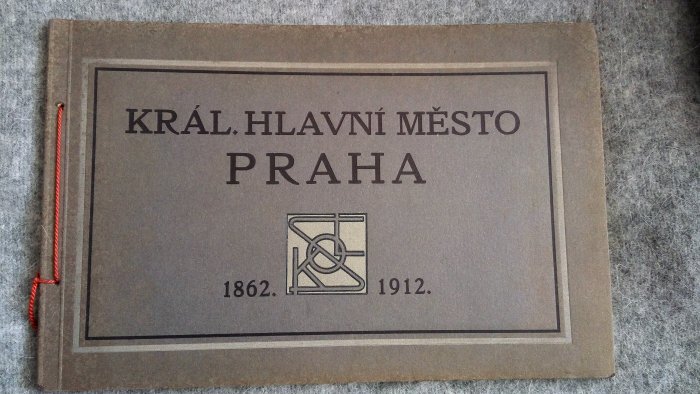 KRÁL. HLAVNÍ MĚSTO
PRAHA
1862. 1912.